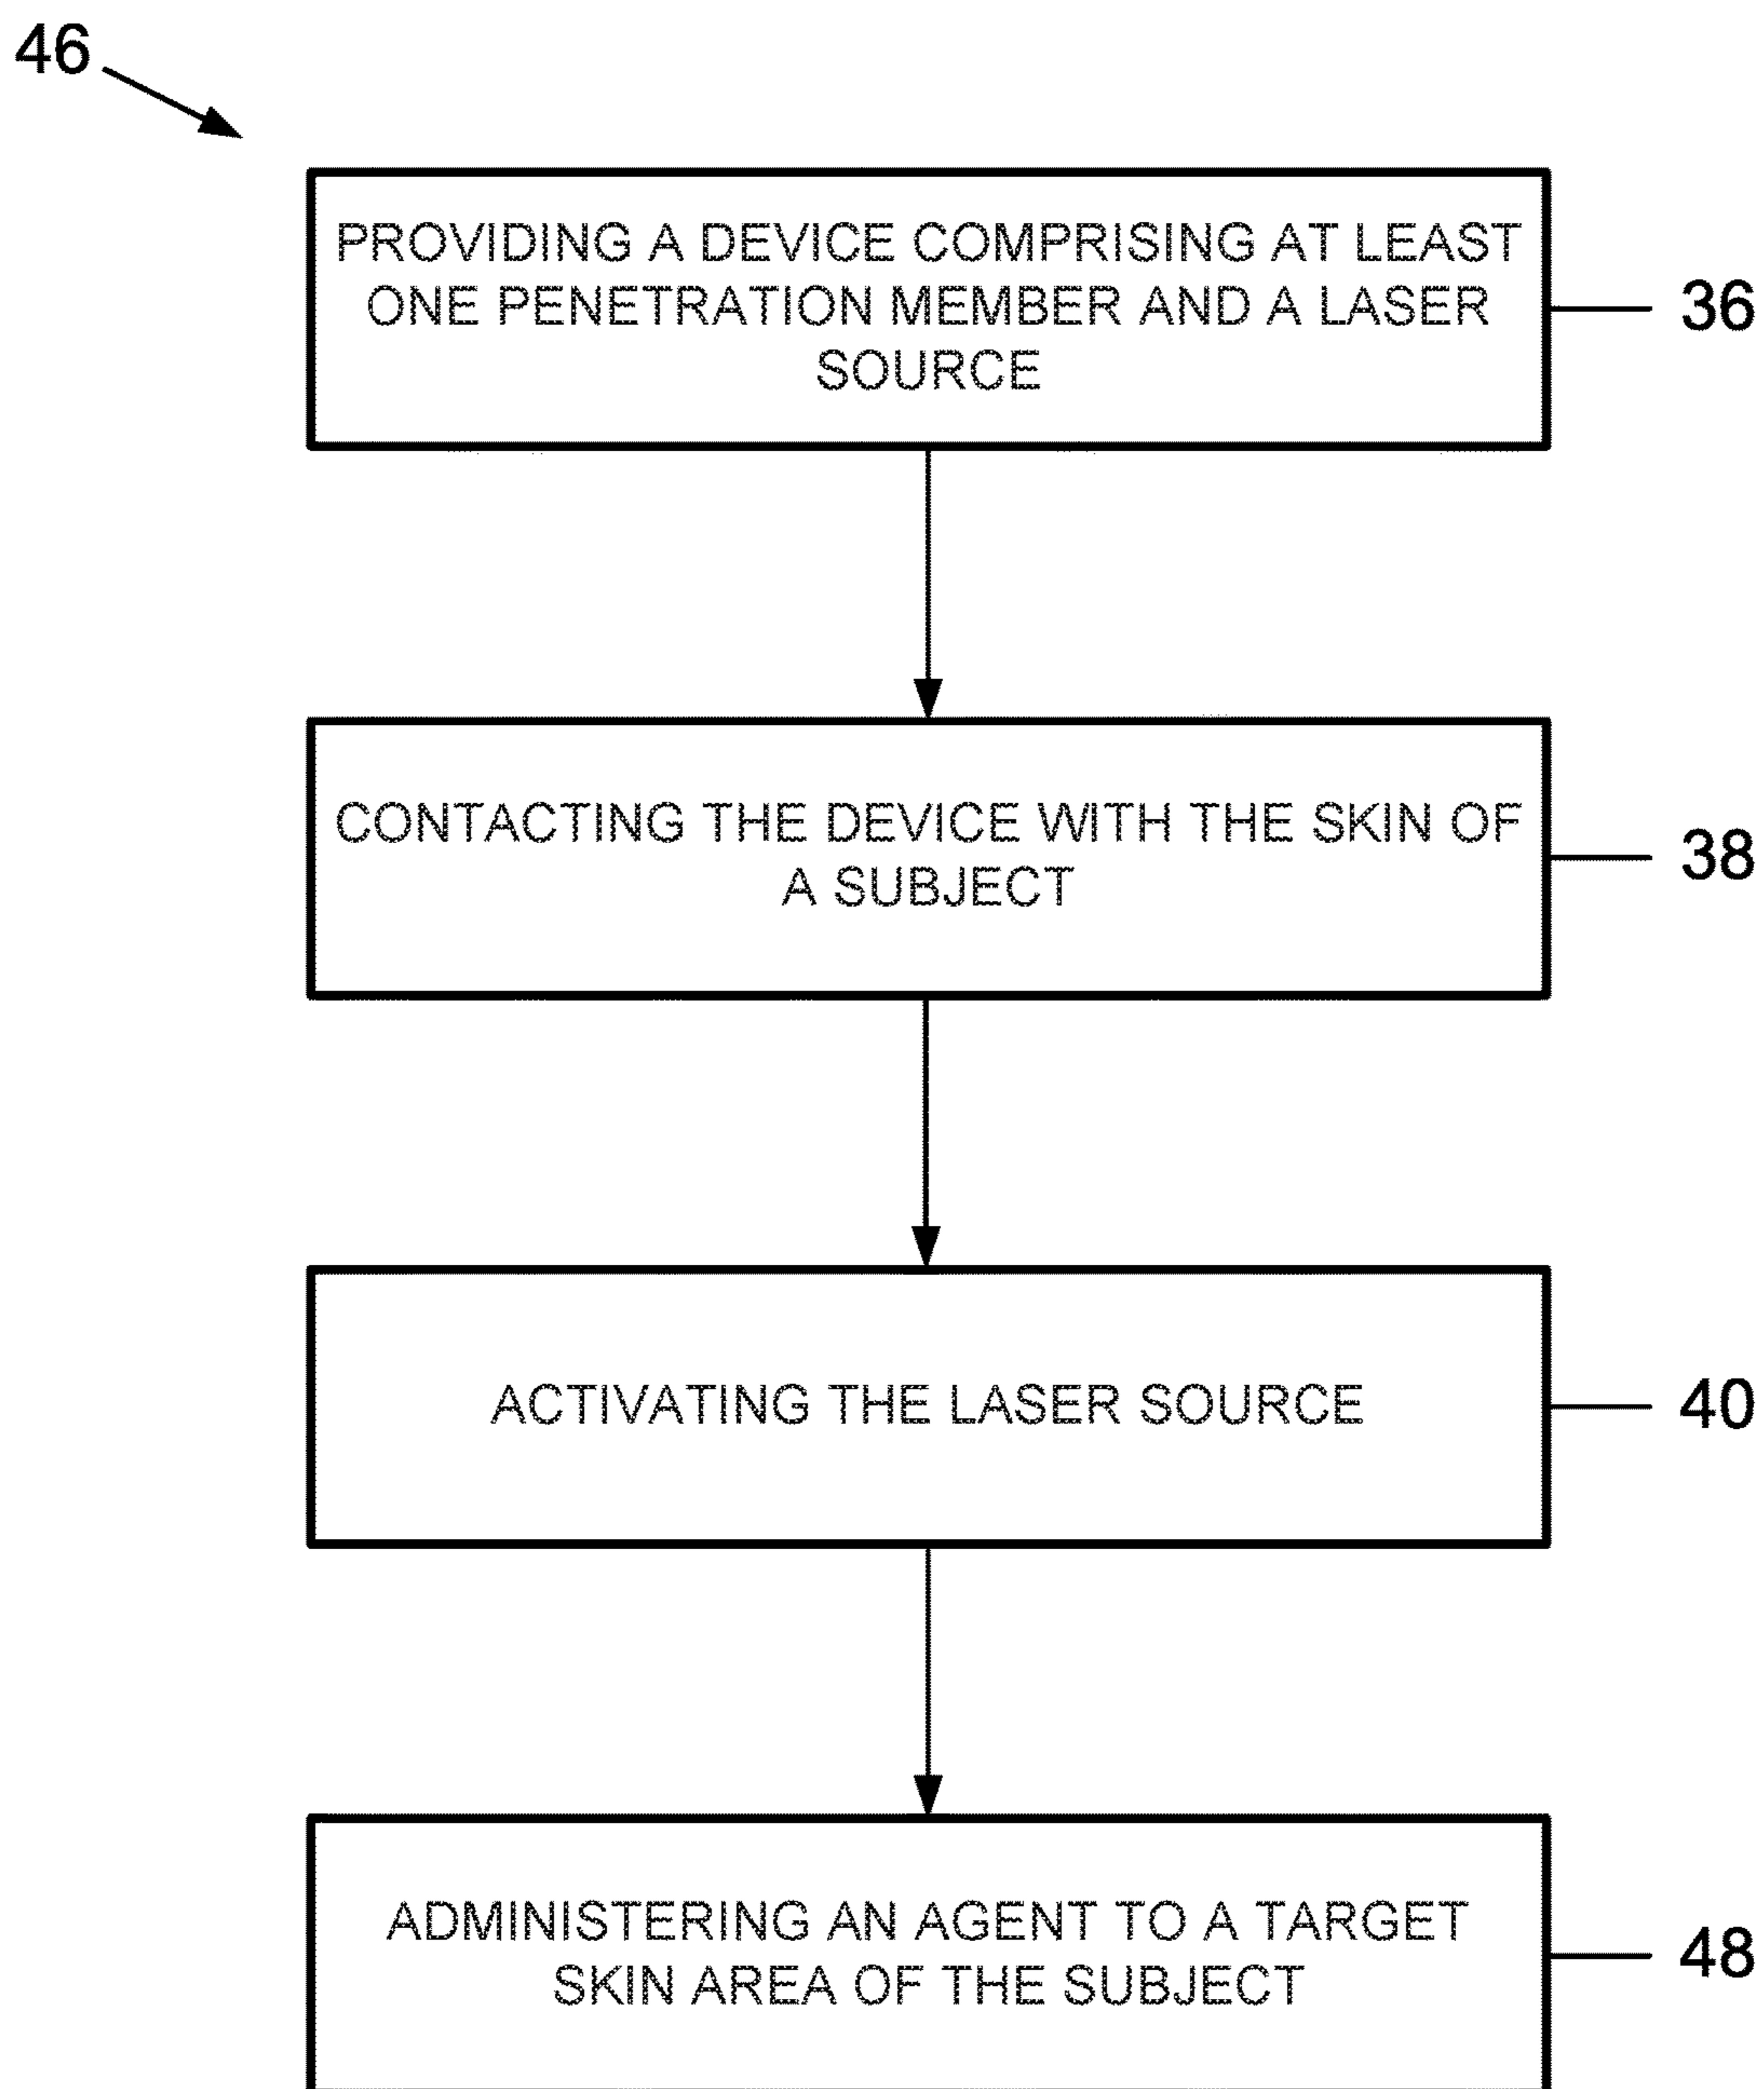 46
PROVIDING A DEVICE COMPRISING AT LEAST
ONE PENETRATION MEMBER AND A LASER
SOURCE
36
CONTACTING THE DEVICE WITH THE SKIN OF
A SUBJECT
38
ACTIVATING THE LASER SOURCE
40
ADMINISTERING AN AGENT TO A TARGET
SKIN AREA OF THE SUBJECT
48